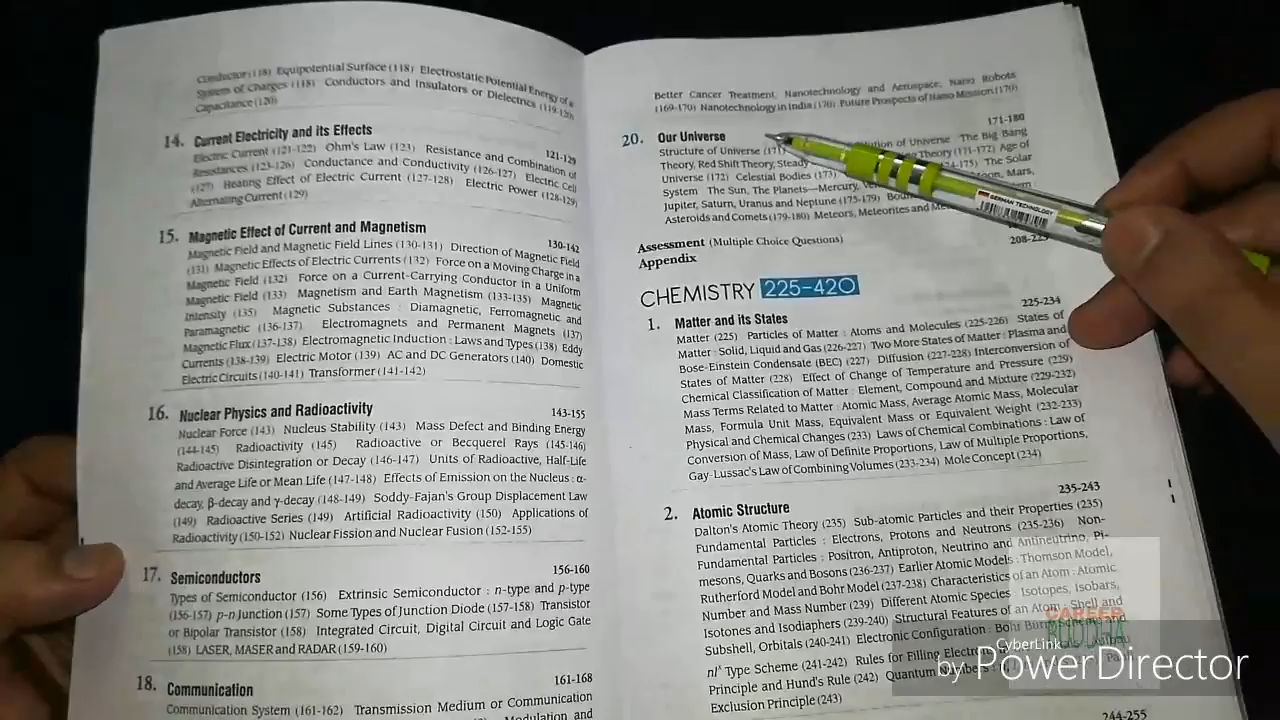 Conductor (118) Equipotential Surface (118) Electrostatic Potential Energy of a
System of Charges (118) Conductors and Insulators or Dielectrics (119-120)
Capacitance (120)
14. Current Electricity and its Effects 121-129
Electric Current (121-122) Ohm's Law (123) Resistance and Combination of
Resistances (123-126) Conductance and Conductivity (126-127) Electric Cell
(127) Heating Effect of Electric Current (127-128) Electric Power (128-129)
Alternating Current (129)
15. Magnetic Effect of Current and Magnetism 130-142
Magnetic Field and Magnetic Field Lines (130-131) Direction of Magnetic Field
(131) Magnetic Effects of Electric Currents (132) Force on a Moving Charge in a
Magnetic Field (132) Force on a Current-Carrying Conductor in a Uniform
Magnetic Field (133) Magnetism and Earth Magnetism (133-135) Magnetic
Intensity (135) Magnetic Substances : Diamagnetic, Ferromagnetic and
Paramagnetic (136-137) Electromagnets and Permanent Magnets (137)
Magnetic Flux (137-138) Electromagnetic Induction : Laws and Types (138) Eddy
Currents (138-139) Electric Motor (139) AC and DC Generators (140) Domestic
Electric Circuits (140-141) Transformer (141-142)
16. Nuclear Physics and Radioactivity 143-155
Nuclear Force (143) Nucleus Stability (143) Mass Defect and Binding Energy
(144-145) Radioactivity (145) Radioactive or Becquerel Rays (145-146)
Radioactive Disintegration or Decay (146-147) Units of Radioactive, Half-Life
and Average Life or Mean Life (147-148) Effects of Emission on the Nucleus : α-
decay, β-decay and γ-decay (148-149) Soddy-Fajan's Group Displacement Law
(149) Radioactive Series (149) Artificial Radioactivity (150) Applications of
Radioactivity (150-152) Nuclear Fission and Nuclear Fusion (152-155)
17. Semiconductors 156-160
Types of Semiconductor (156) Extrinsic Semiconductor : n-type and p-type
(156-157) p-n Junction (157) Some Types of Junction Diode (157-158) Transistor
or Bipolar Transistor (158) Integrated Circuit, Digital Circuit and Logic Gate
(158) LASER, MASER and RADAR (159-160)
18. Communication 161-168
Communication System (161-162) Transmission Medium or Communication
Modulation and
Better Cancer Treatment, Nanotechnology and Aerospace, Nano Robots
(169-170) Nanotechnology in India (170) Future Prospects of Nano Mission (170)
20. Our Universe 171-180
Structure of Universe (171 of Universe The Big Bang
Theory, Red Shift Theory, Steady Theory (171-172) Age of
Universe (172) Celestial Bodies (173) The Solar
System The Sun, The Planets—Mercury, Mars,
Jupiter, Saturn, Uranus and Neptune (175-179)
Asteroids and Comets (179-180) Meteors, Meteorites and
Assessment (Multiple Choice Questions)
Appendix
CHEMISTRY 225-420
1. Matter and its States 225-234
Matter (225) Particles of Matter : Atoms and Molecules (225-226) States of
Matter : Solid, Liquid and Gas (226-227) Two More States of Matter : Plasma and
Bose-Einstein Condensate (BEC) (227) Diffusion (227-228) Interconversion of
States of Matter (228) Effect of Change of Temperature and Pressure (229)
Chemical Classification of Matter : Element, Compound and Mixture (229-232)
Mass Terms Related to Matter : Atomic Mass, Average Atomic Mass, Molecular
Mass, Formula Unit Mass, Equivalent Mass or Equivalent Weight (232-233)
Physical and Chemical Changes (233) Laws of Chemical Combinations : Law of
Conversion of Mass, Law of Definite Proportions, Law of Multiple Proportions,
Gay-Lussac's Law of Combining Volumes (233-234) Mole Concept (234)
2. Atomic Structure 235-243
Dalton's Atomic Theory (235) Sub-atomic Particles and their Properties (235)
Fundamental Particles : Electrons, Protons and Neutrons (235-236) Non-
Fundamental Particles : Positron, Antiproton, Neutrino and Antineutrino, Pi-
mesons, Quarks and Bosons (236-237) Earlier Atomic Models : Thomson Model,
Rutherford Model and Bohr Model (237-238) Characteristics of an Atom : Atomic
Number and Mass Number (239) Different Atomic Species : Isotopes, Isobars,
Isotones and Isodiaphers (239-240) Structural Features of an Atom : Shell and
Subshell, Orbitals (240-241) Electronic Configuration : Bohr
Type Scheme (241-242) Rules for Filling
Principle and Hund's Rule (242) Quantum
Exclusion Principle (243)
244-255
GERMAN TECHNOLOGY
CAREER
CyberLink
by PowerDirector